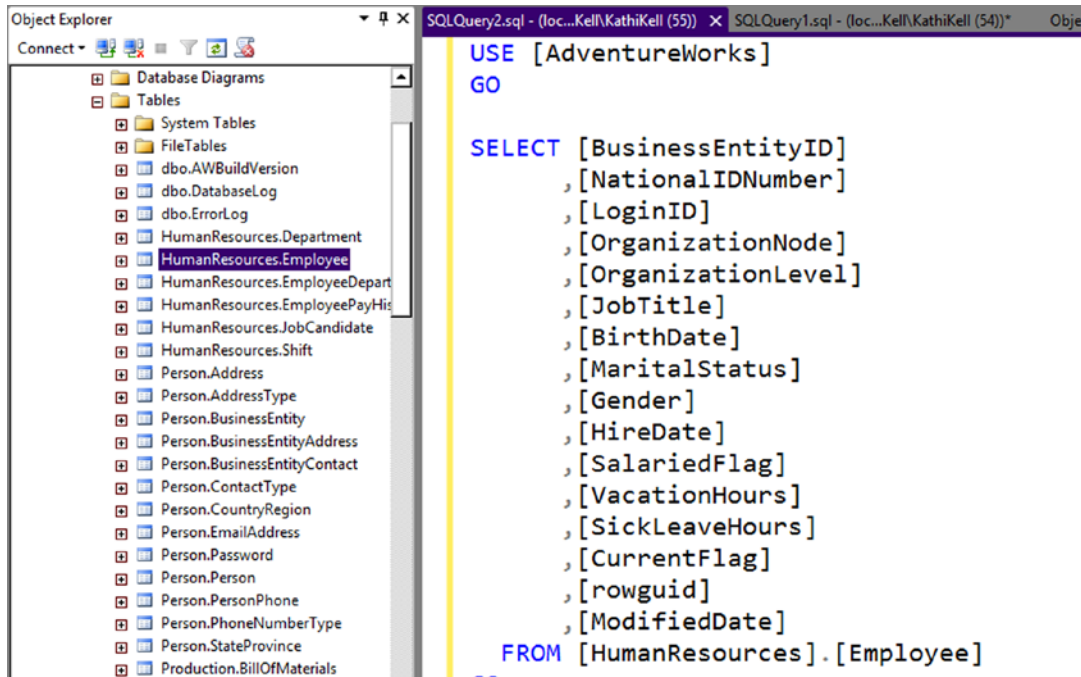 Object Explorer
Connect
Database Diagrams
Tables
System Tables
FileTables
dbo.AWBuildVersion
dbo.DatabaseLog
dbo.ErrorLog
HumanResources.Department
HumanResources.Employee
HumanResources.EmployeeDepart
HumanResources.EmployeePayHis
HumanResources.JobCandidate
HumanResources.Shift
Person.Address
Person.AddressType
Person.BusinessEntity
Person.BusinessEntityAddress
Person.BusinessEntityContact
Person.ContactType
Person.CountryRegion
Person.EmailAddress
Person.Password
Person.Person
Person.PersonPhone
Person.PhoneNumberType
Person.StateProvince
Production.BillOfMaterials
SQLQuery2.sql - (loc...Kell\KathiKell (55)) SQLQuery1.sql - (loc...Kell\KathiKell (54))* Obje
USE [AdventureWorks]
GO
SELECT [BusinessEntityID]
,[NationalIDNumber]
,[LoginID]
,[OrganizationNode]
,[OrganizationLevel]
,[JobTitle]
,[BirthDate]
,[MaritalStatus]
,[Gender]
,[HireDate]
,[SalariedFlag]
,[VacationHours]
,[SickLeaveHours]
,[CurrentFlag]
,[rowguid]
,[ModifiedDate]
FROM [HumanResources].[Employee]